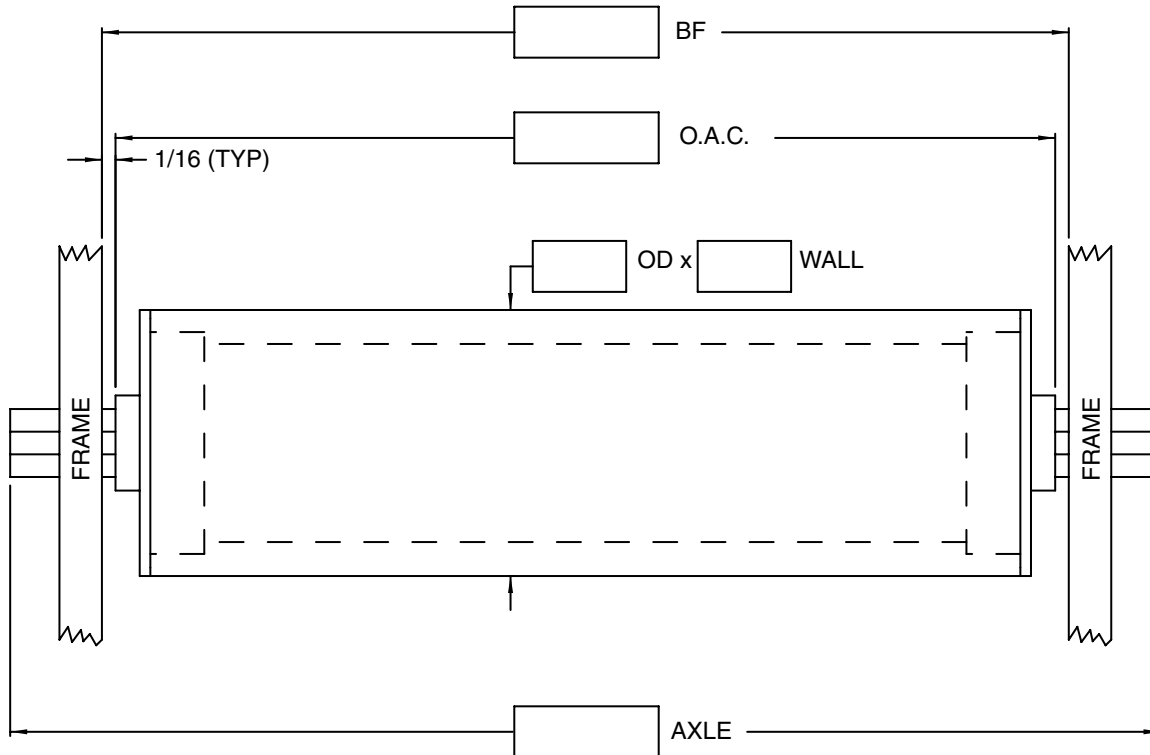 BF
O.A.C.
1/16 (TYP)
OD x WALL
FRAME
FRAME
AXLE